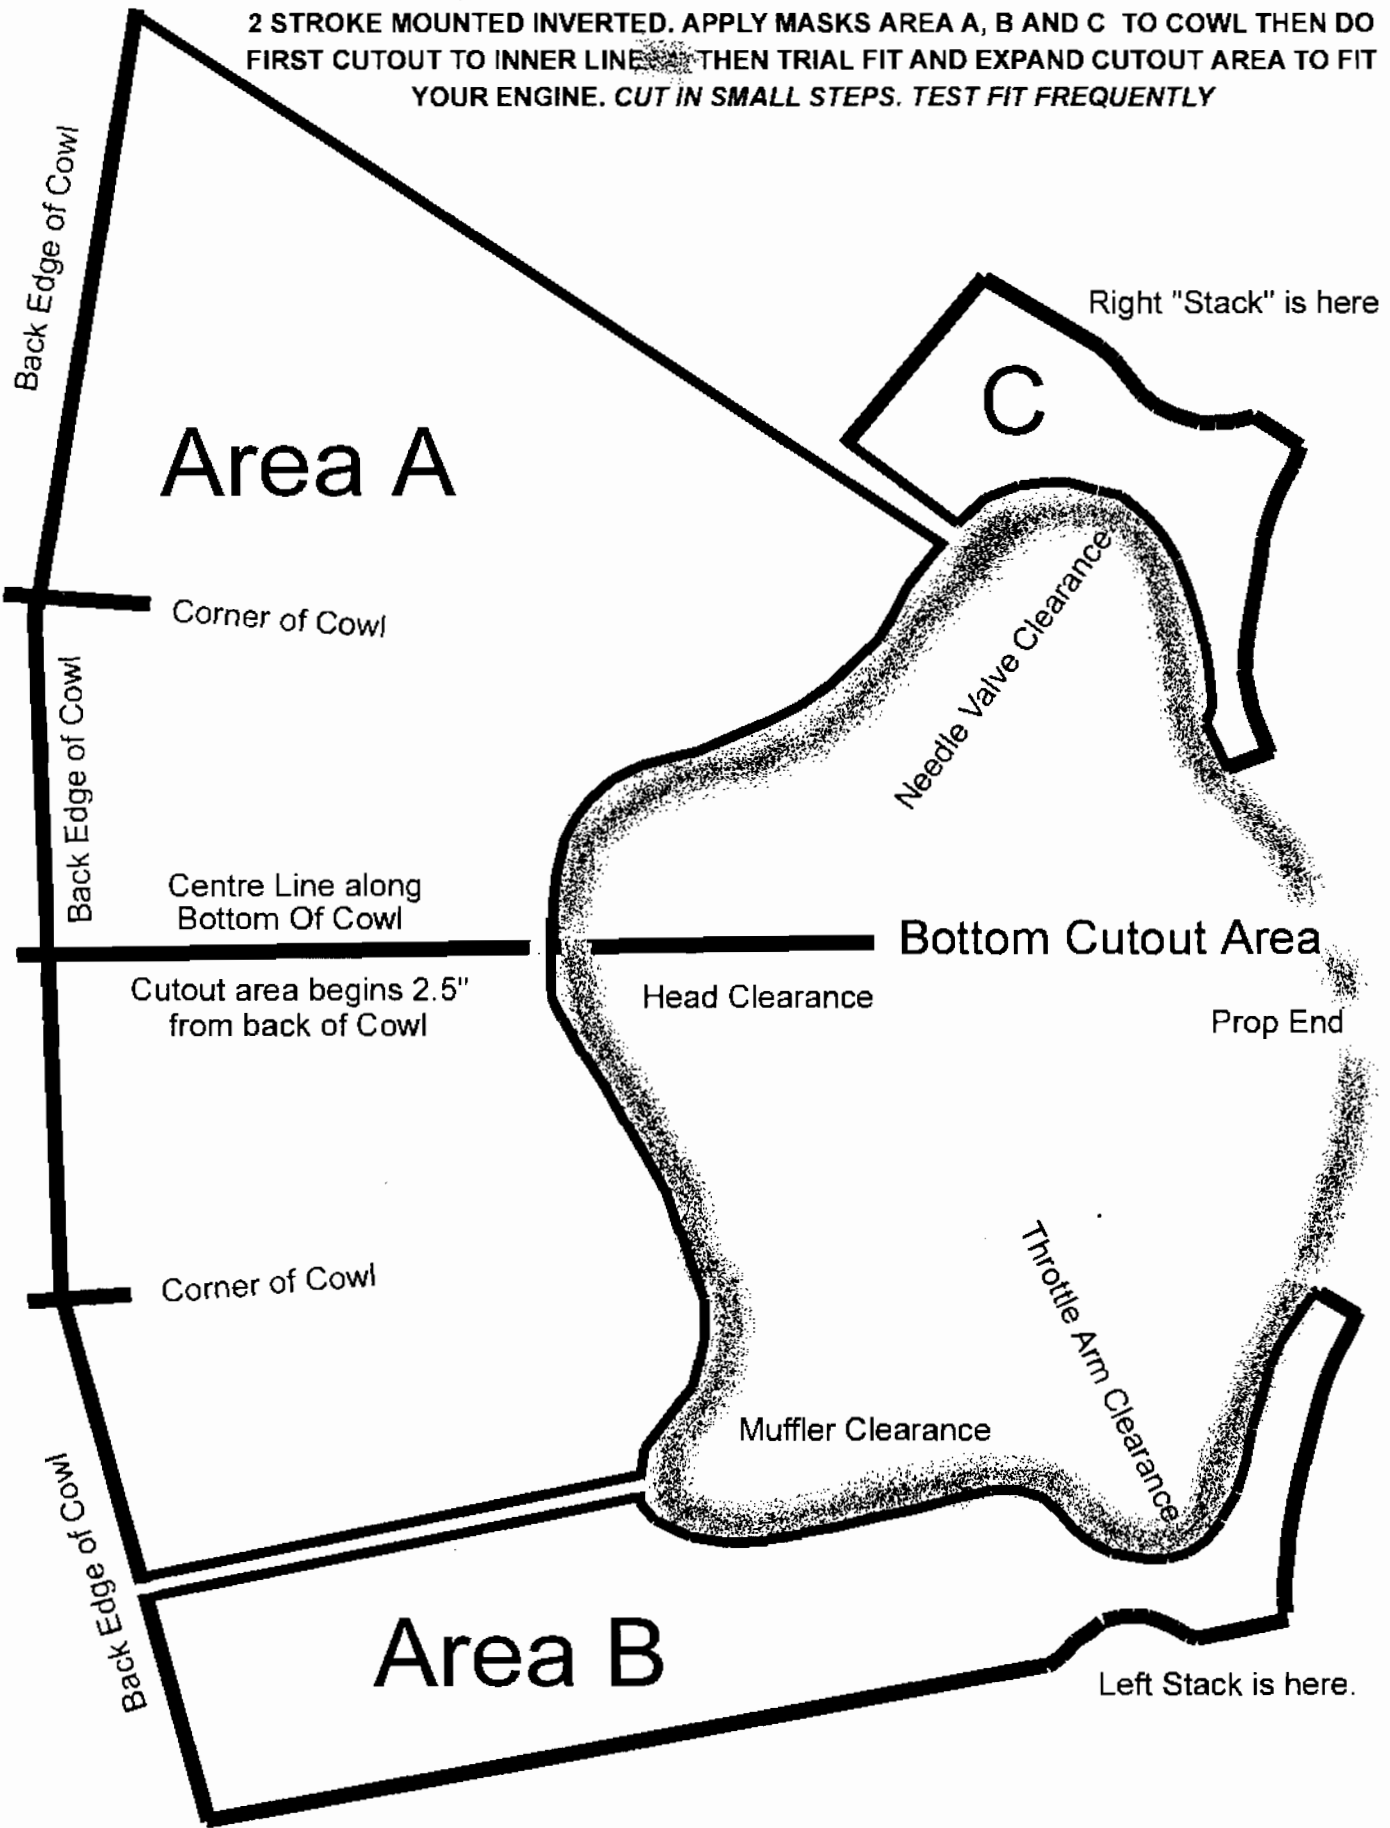 2 STROKE MOUNTED INVERTED. APPLY MASKS AREA A, B AND C TO COWL THEN DO
FIRST CUTOUT TO INNER LINE THEN TRIAL FIT AND EXPAND CUTOUT AREA TO FIT
YOUR ENGINE. CUT IN SMALL STEPS. TEST FIT FREQUENTLY
Back Edge of Cowl
Right "Stack" is here
C
Area A
Corner of Cowl
Needle Valve Clearance
Back Edge of Cowl
Centre Line along
Bottom Of Cowl
Bottom Cutout Area
Cutout area begins 2.5"
from back of Cowl
Head Clearance
Prop End
Corner of Cowl
Throttle Arm Clearance
Muffler Clearance
Back Edge of Cowl
Area B
Left Stack is here.